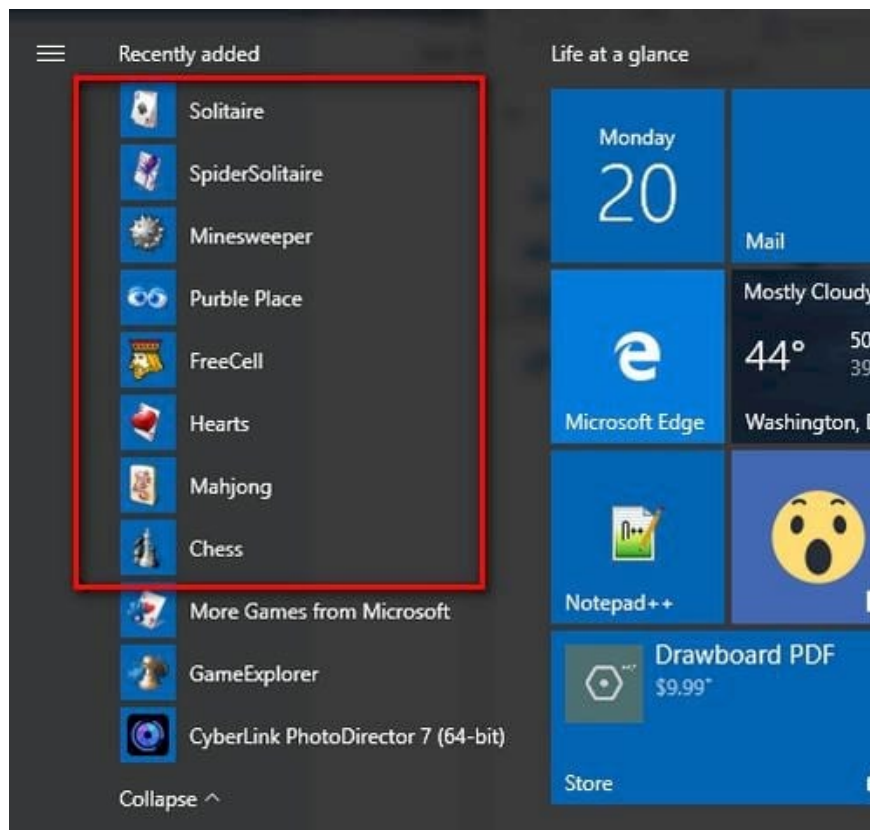 Recently added
Solitaire
SpiderSolitaire
Minesweeper
Purble Place
FreeCell
Hearts
Mahjong
Chess
More Games from Microsoft
GameExplorer
CyberLink PhotoDirector 7 (64-bit)
Collapse
Life at a glance
Monday
20
Mail
Microsoft Edge
Mostly Cloudy
44°
50
39
Washington,
Notepad++
Drawboard PDF
$9.99*
Store